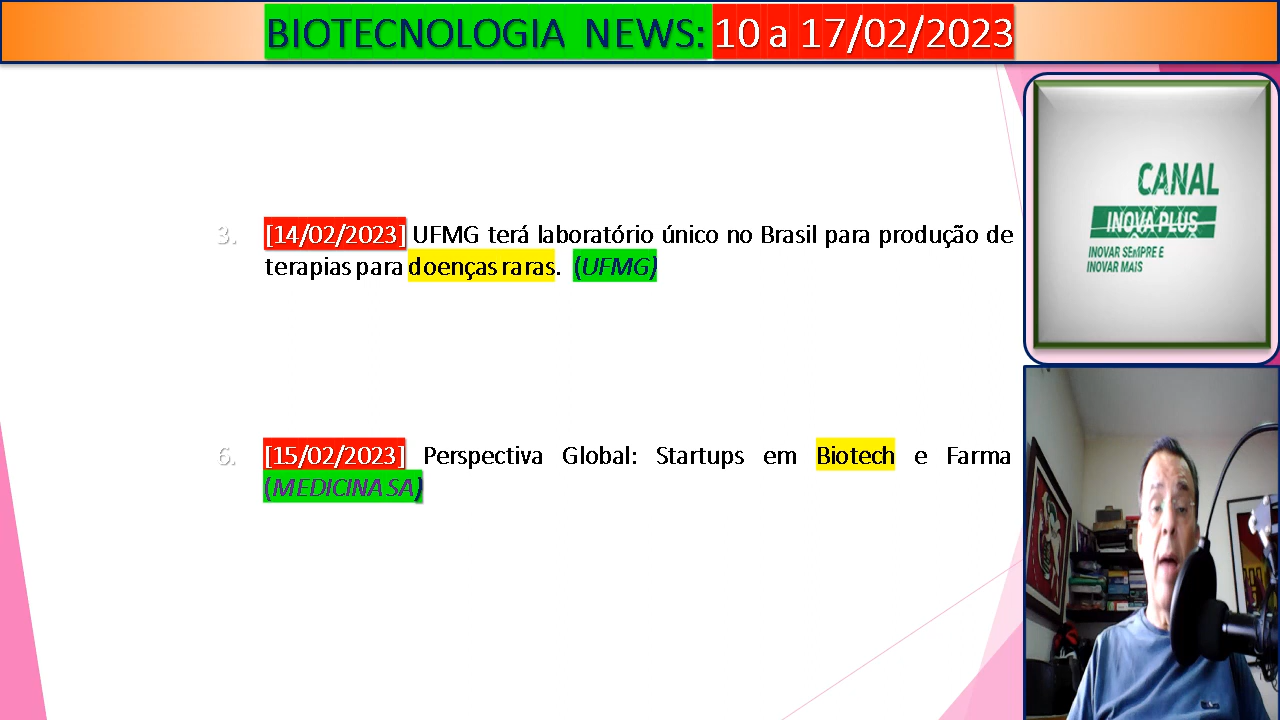 BIOTECNOLOGIA NEWS: 10 a 17/02/2023
CANAL
INOVA PLUS
INOVAR SEMPRE E
INOVAR MAIS
3. [14/02/2023] UFMG terá laboratório único no Brasil para produção de
terapias para doenças raras. (UFMG)
6. [15/02/2023] Perspectiva Global: Startups em Biotech e Farma
(MEDICINA SA)